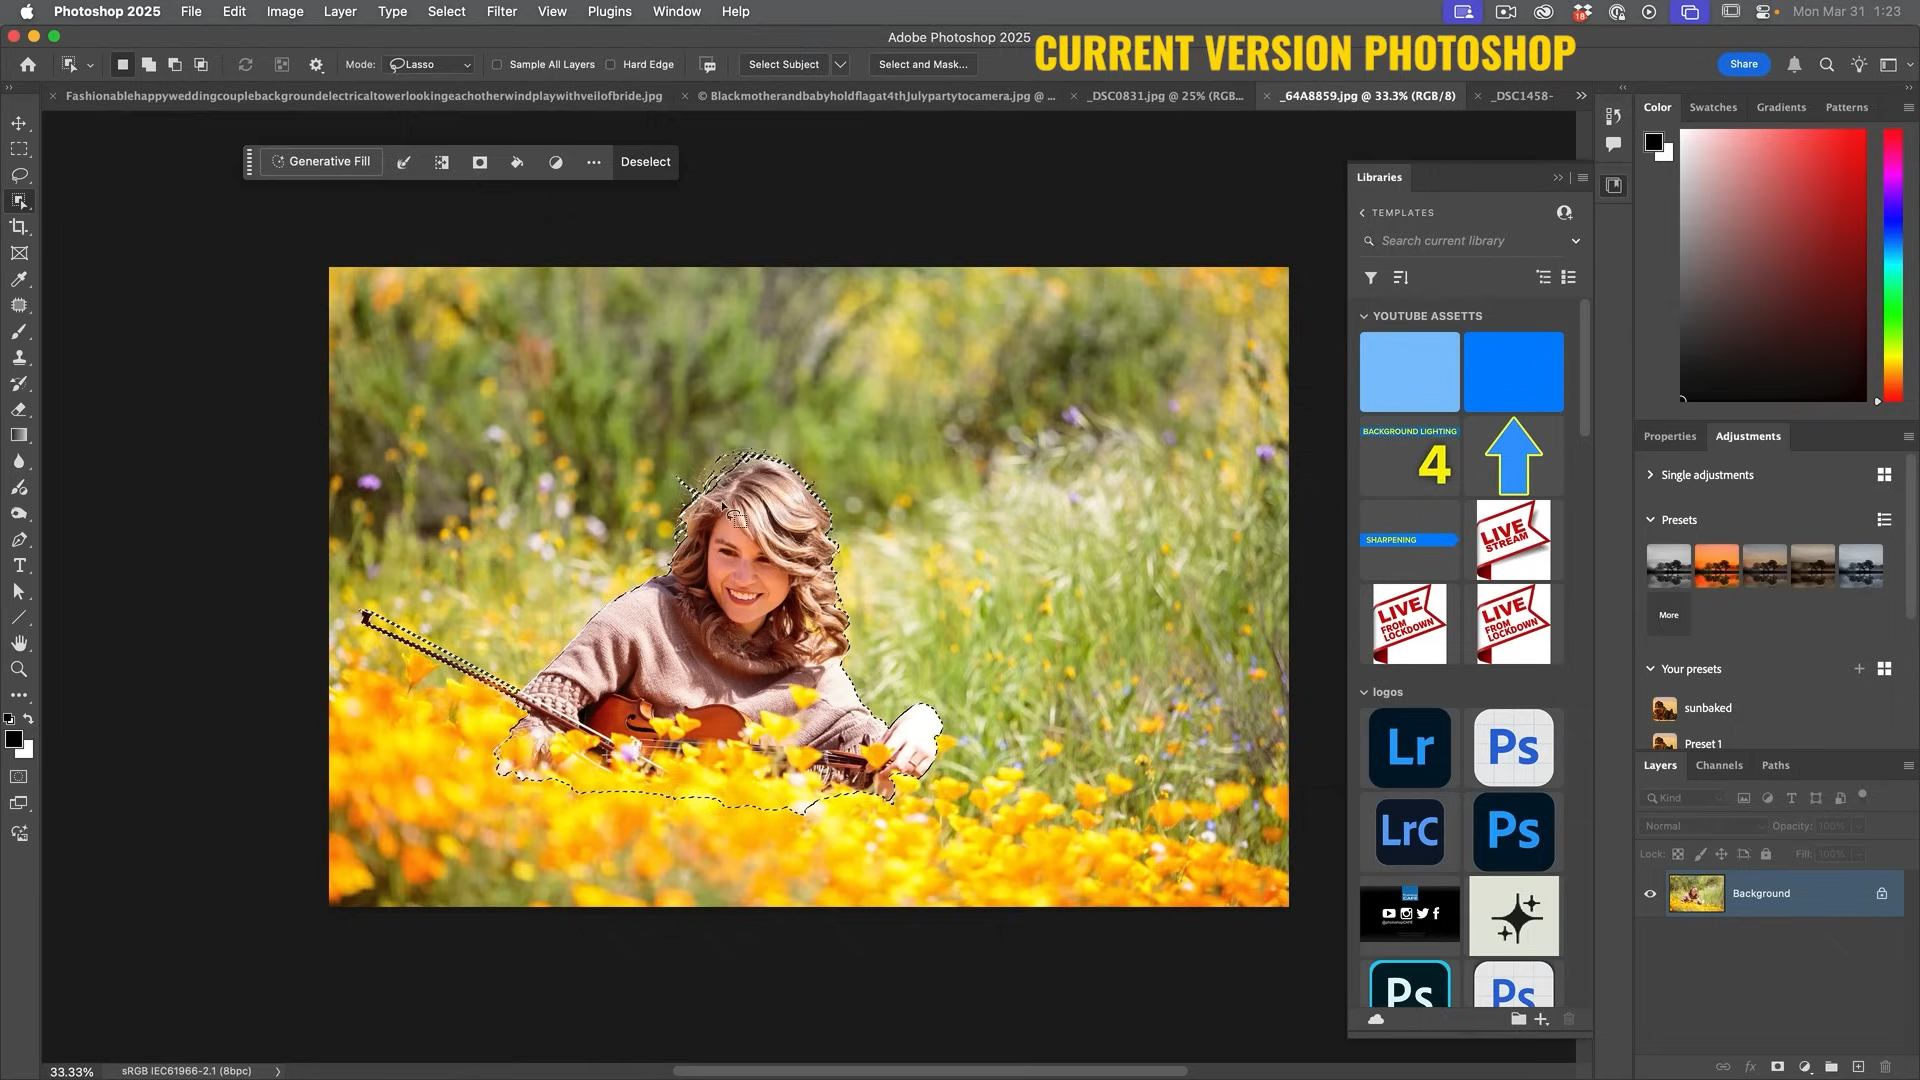 Photoshop 2025 File Edit Image Layer Type Select Filter View Plugins Window Help
18
Mon Mar 31 1:23
Adobe Photoshop 2025
CURRENT VERSION PHOTOSHOP
Mode: Lasso Sample All Layers Hard Edge Select Subject Select and Mask... Share
Fashionablehappyweddingcouplebackgroundelectricaltowerlookingeachotherwindplaywithveilofbride.jpg
© Blackmotherandbabyholdflagat4thJulypartytocamera.jpg @ ...
_DSC0831.jpg @ 25% (RGB...
_64A8859.jpg @ 33.3% (RGB/8)
_DSC1458-
Generative Fill Deselect
Libraries
TEMPLATES
Search current library
YOUTUBE ASSETTS
BACKGROUND LIGHTING
4
SHARPENING
LIVE
STREAM
LIVE
FROM
LOCKDOWN
LIVE
FROM
LOCKDOWN
logos
Lr
Ps
LrC
Ps
Ps
Ps
Color Swatches Gradients Patterns
Properties Adjustments
Single adjustments
Presets
More
Your presets
sunbaked
Preset 1
Layers Channels Paths
Kind
Normal Opacity: 100%
Lock: Fill: 100%
Background
fx
33.33% sRGB IEC61966-2.1 (8bpc)